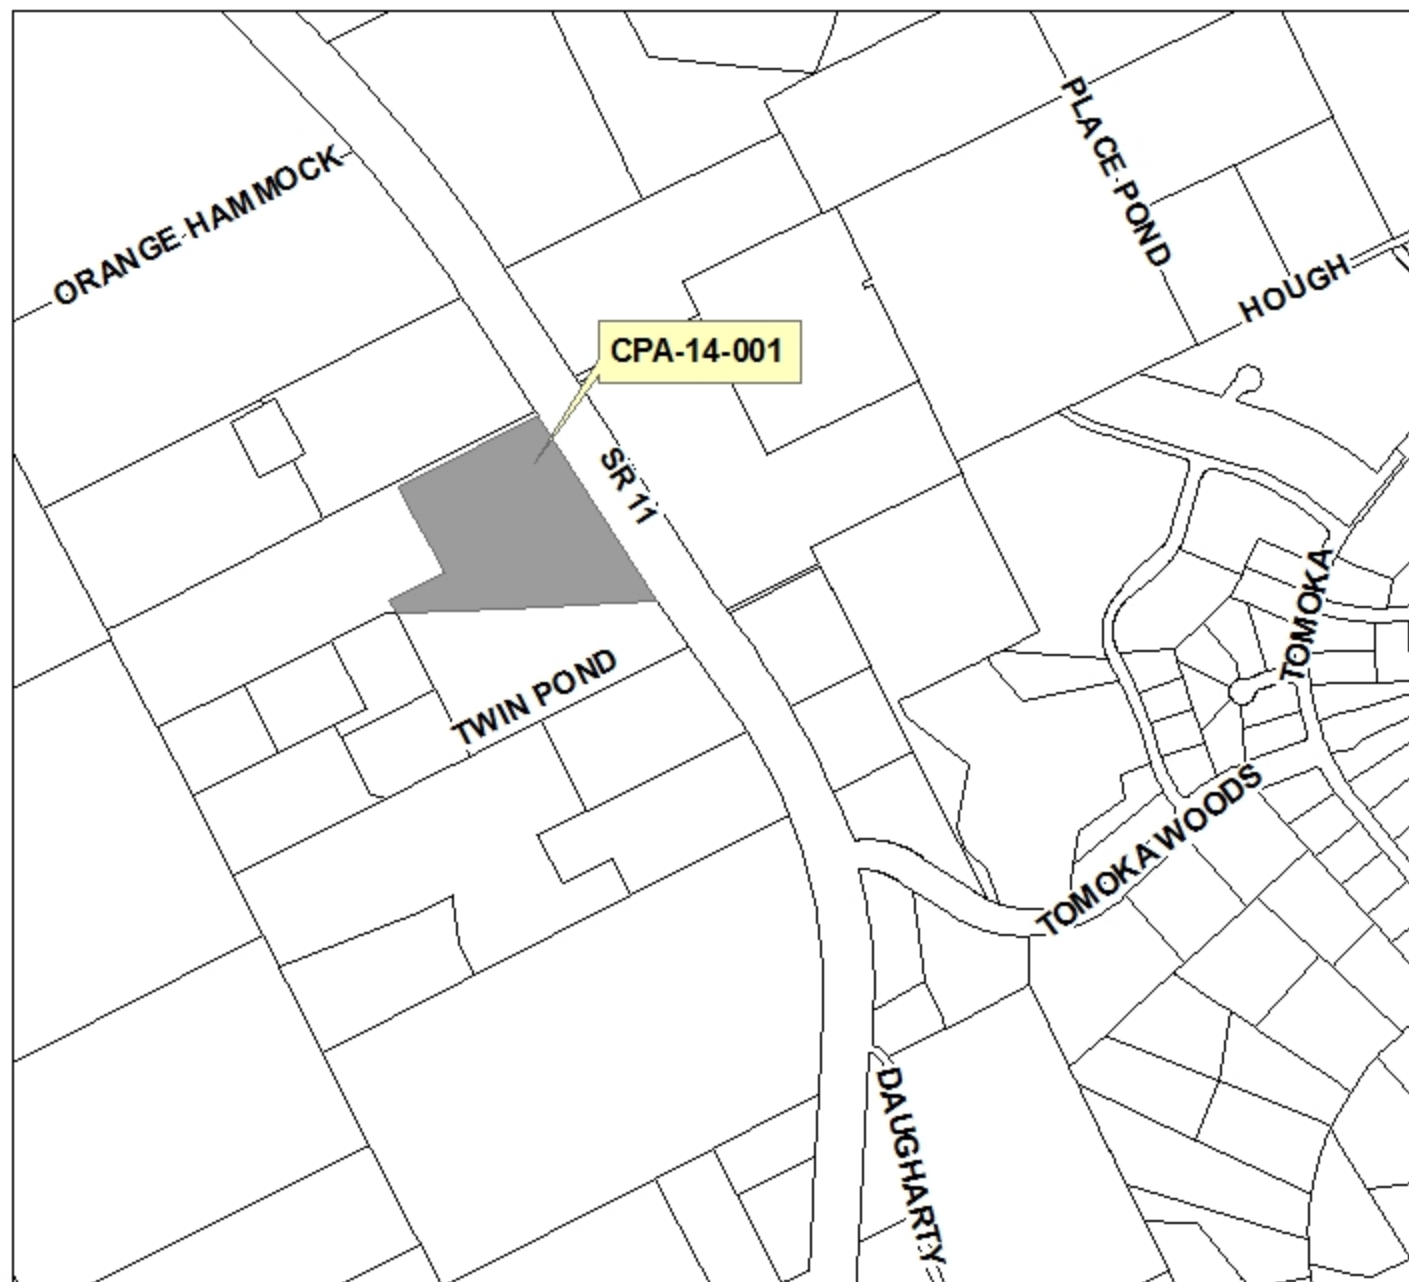 PLACE POND
ORANGE HAMMOCK
HOUGH
CPA-14-001
SR 11
TOMOKA
TWIN POND
TOMOKA WOODS
DAUGHARTY